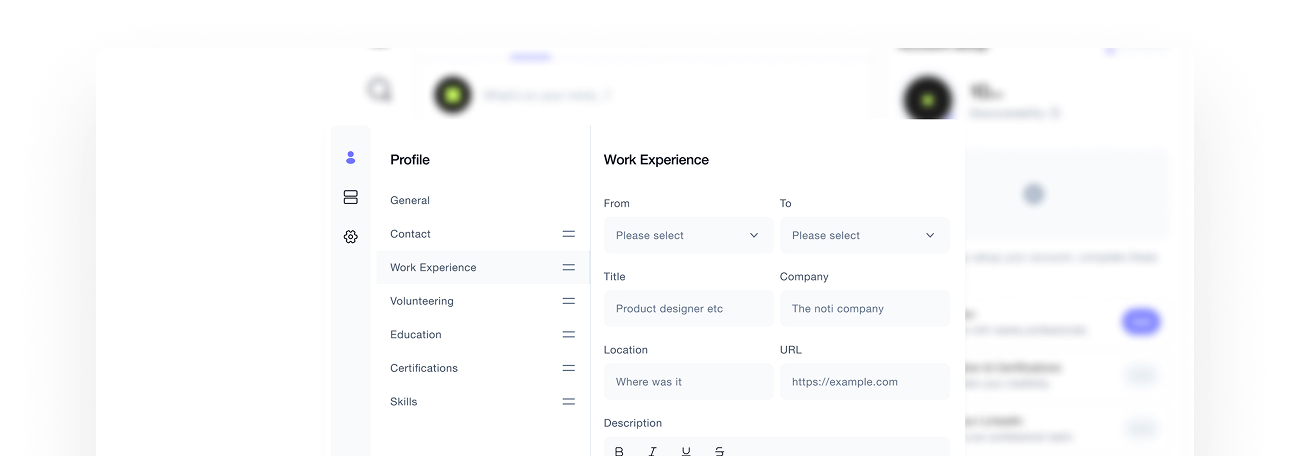 Profile
General
Contact
Work Experience
Volunteering
Education
Certifications
Skills
Work Experience
From
To
Please select
Please select
Title
Company
Product designer etc
The noti company
Location
URL
Where was it
https://example.com
Description
B I U S